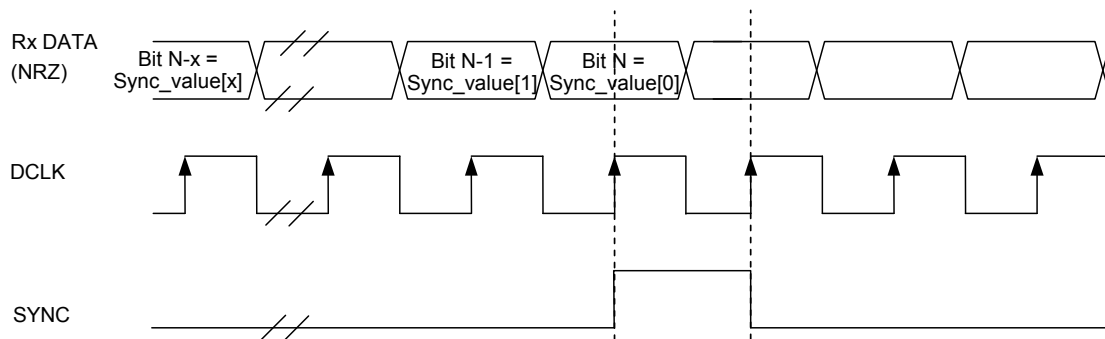 Rx DATA
(NRZ)
Bit N-x =
Sync_value[x]
Bit N-1 =
Sync_value[1]
Bit N =
Sync_value[0]
DCLK
SYNC